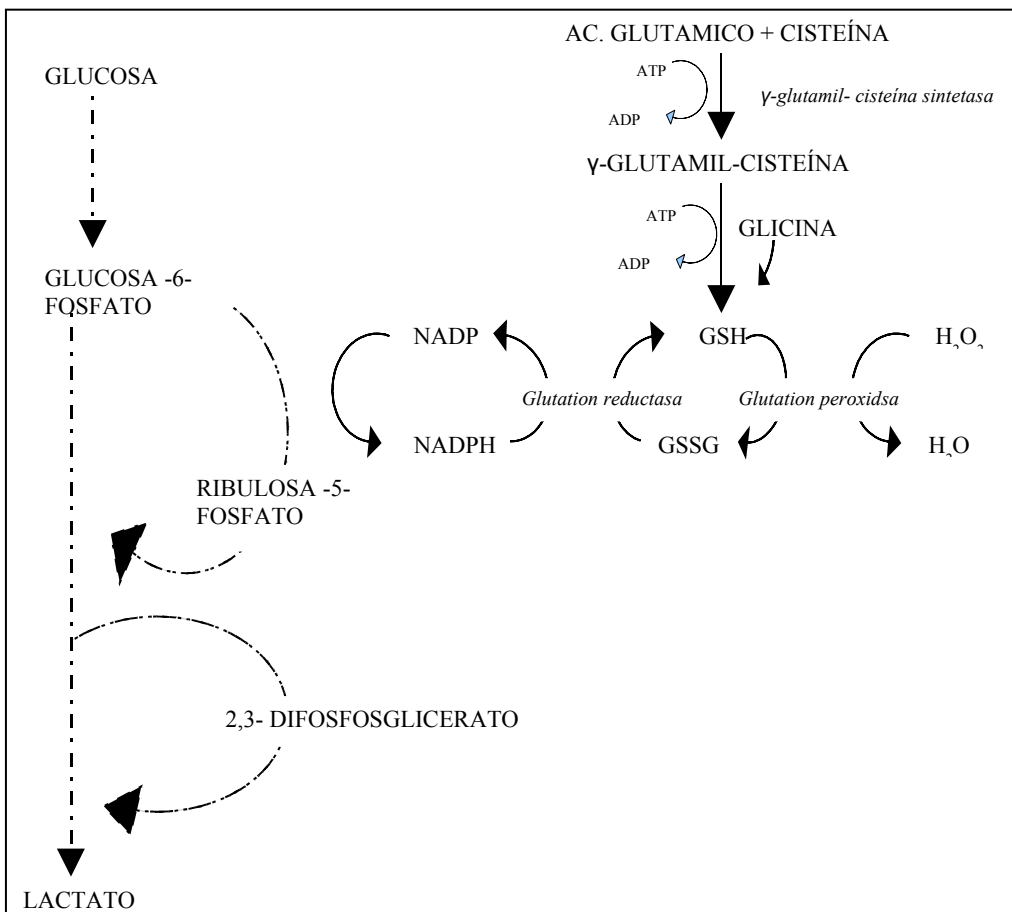 AC. GLUTAMICO + CISTEÍNA
GLUCOSA
ATP
γ-glutamil- cisteína sintetasa
ADP
γ-GLUTAMIL-CISTEÍNA
ATP
GLICINA
ADP
GLUCOSA -6-
FOSFATO
NADP
GSH
H₂O₂
Glutation reductasa
Glutation peroxidsa
NADPH
GSSG
H₂O
RIBULOSA -5-
FOSFATO
2,3- DIFOSFOSGLICERATO
LACTATO